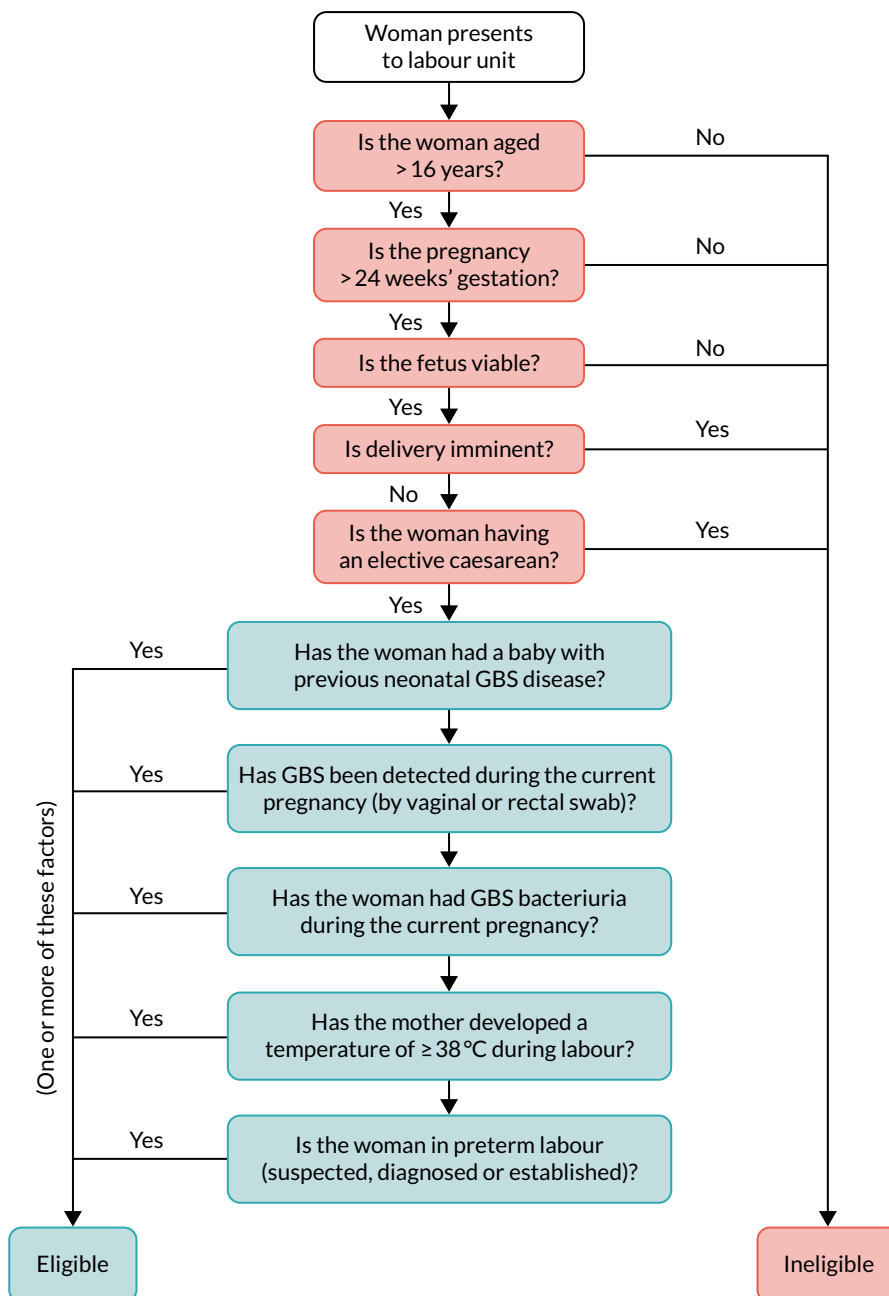 Woman presents
to labour unit
Is the woman aged
> 16 years?
No
Yes
Is the pregnancy
> 24 weeks’ gestation?
No
Yes
Is the fetus viable?
No
Yes
Is delivery imminent?
Yes
No
Is the woman having
an elective caesarean?
Yes
Yes
Yes
Has the woman had a baby with
previous neonatal GBS disease?
Yes
Has GBS been detected during the current
pregnancy (by vaginal or rectal swab)?
(One or more of these factors)
Yes
Has the woman had GBS bacteriuria
during the current pregnancy?
Yes
Has the mother developed a
temperature of ≥ 38 °C during labour?
Yes
Is the woman in preterm labour
(suspected, diagnosed or established)?
Eligible
Ineligible